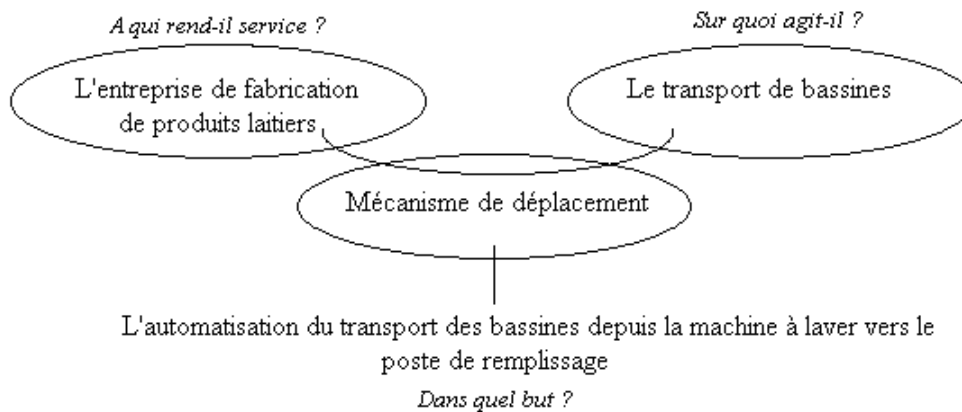 A qui rend-il service ?
Sur quoi agit-il ?
L'entreprise de fabrication
de produits laitiers
Le transport de bassines
Mécanisme de déplacement
L'automatisation du transport des bassines depuis la machine à laver vers le
poste de remplissage
Dans quel but ?